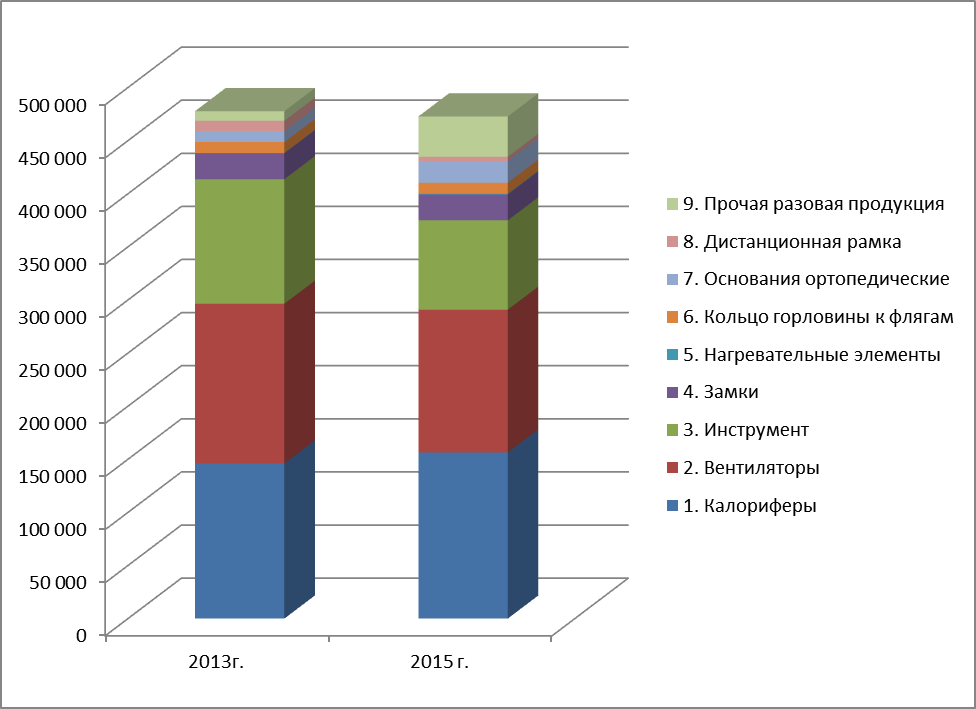 500 000
450 000
400 000
350 000
300 000
250 000
200 000
150 000
100 000
50 000
0
2013г.
2015 г.
9. Прочая разовая продукция
8. Дистанционная рамка
7. Основания ортопедические
6. Кольцо горловины к флягам
5. Нагревательные элементы
4. Замки
3. Инструмент
2. Вентиляторы
1. Калориферы